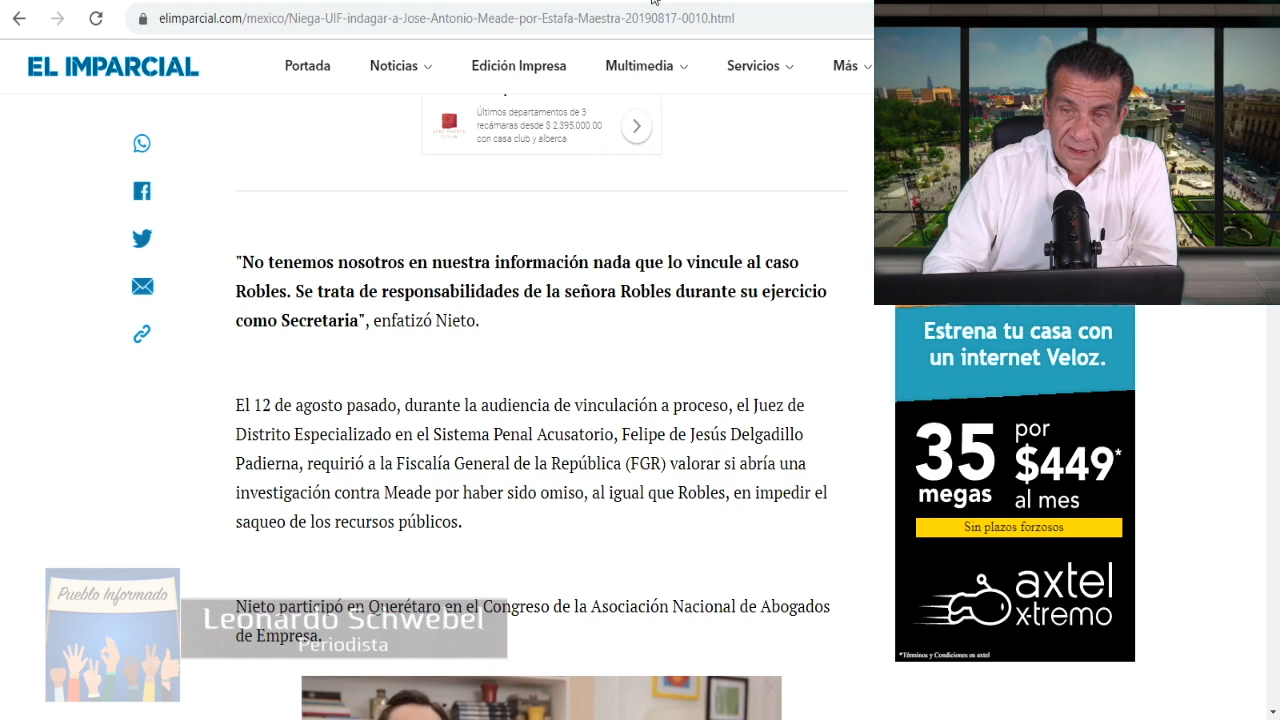 elimparcial.com/mexico/Niega-UIF-indagar-a-Jose-Antonio-Meade-por-Estafa-Maestra-20190817-0010.html
EL IMPARCIAL
Portada
Noticias
Edición Impresa
Multimedia
Servicios
Más
Últimos departamentos de 3
recámaras desde $ 2,395,000.00
con casa club y alberca
"No tenemos nosotros en nuestra información nada que lo vincule al caso
Robles. Se trata de responsabilidades de la señora Robles durante su ejercicio
como Secretaria", enfatizó Nieto.
El 12 de agosto pasado, durante la audiencia de vinculación a proceso, el Juez de
Distrito Especializado en el Sistema Penal Acusatorio, Felipe de Jesús Delgadillo
Padierna, requirió a la Fiscalía General de la República (FGR) valorar si abría una
investigación contra Meade por haber sido omiso, al igual que Robles, en impedir el
saqueo de los recursos públicos.
Nieto participó en Querétaro en el Congreso de la Asociación Nacional de Abogados
de Empresa.
Pueblo Informado
Leonardo Schwebel
Periodista
Estrena tu casa con
un internet Veloz.
35
megas
por
$449*
al mes
Sin plazos forzosos
axtel
x-tremo
*Términos y Condiciones en axtel